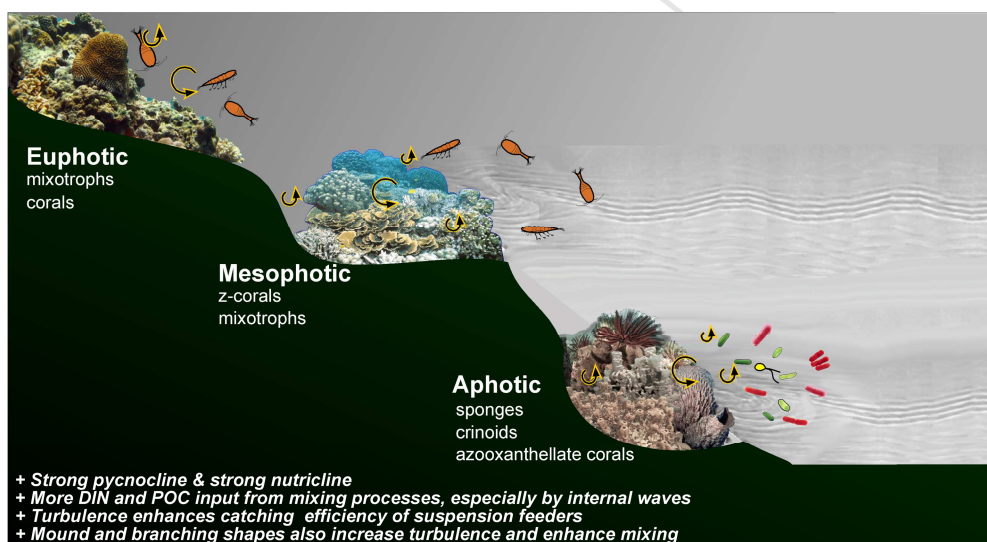 Euphotic
mixotrophs
corals
Mesophotic
z-corals
mixotrophs
Aphotic
sponges
crinoids
azooxanthellate corals
+ Strong pycnocline & strong nutricline
+ More DIN and POC input from mixing processes, especially by internal waves
+ Turbulence enhances catching efficiency of suspension feeders
+ Mound and branching shapes also increase turbulence and enhance mixing